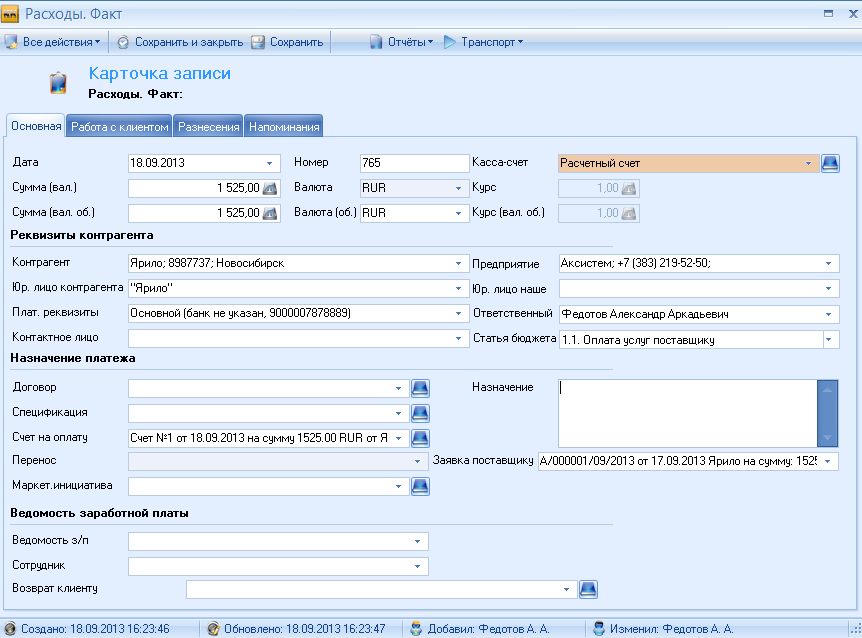 Расходы. Факт
Все действия Сохранить и закрыть Сохранить Отчёты Транспорт
Карточка записи
Расходы. Факт:
Основная Работа с клиентом Разнесения Напоминания
Дата 18.09.2013 Номер 765 Касса-счет Расчетный счет
Сумма (вал.) 1 525,00 Валюта RUR Курс 1,00
Сумма (вал. об.) 1 525,00 Валюта (об.) RUR Курс (вал. об.) 1,00
Реквизиты контрагента
Контрагент Ярило; 8987737; Новосибирск Предприятие Аксистем; +7 (383) 219-52-50;
Юр. лицо контрагента "Ярило" Юр. лицо наше
Плат. реквизиты Основной (банк не указан, 9000007878889) Ответственный Федотов Александр Аркадьевич
Контактное лицо Статья бюджета 1.1. Оплата услуг поставщику
Назначение платежа
Договор Назначение
Спецификация
Счет на оплату Счет №1 от 18.09.2013 на сумму 1525.00 RUR от Я
Перенос Заявка поставщику А/000001/09/2013 от 17.09.2013 Ярило на сумму: 1525
Маркет.инициатива
Ведомость заработной платы
Ведомость з/п
Сотрудник
Возврат клиенту
Создано: 18.09.2013 16:23:46 Обновлено: 18.09.2013 16:23:47 Добавил: Федотов А. А. Изменил: Федотов А. А.